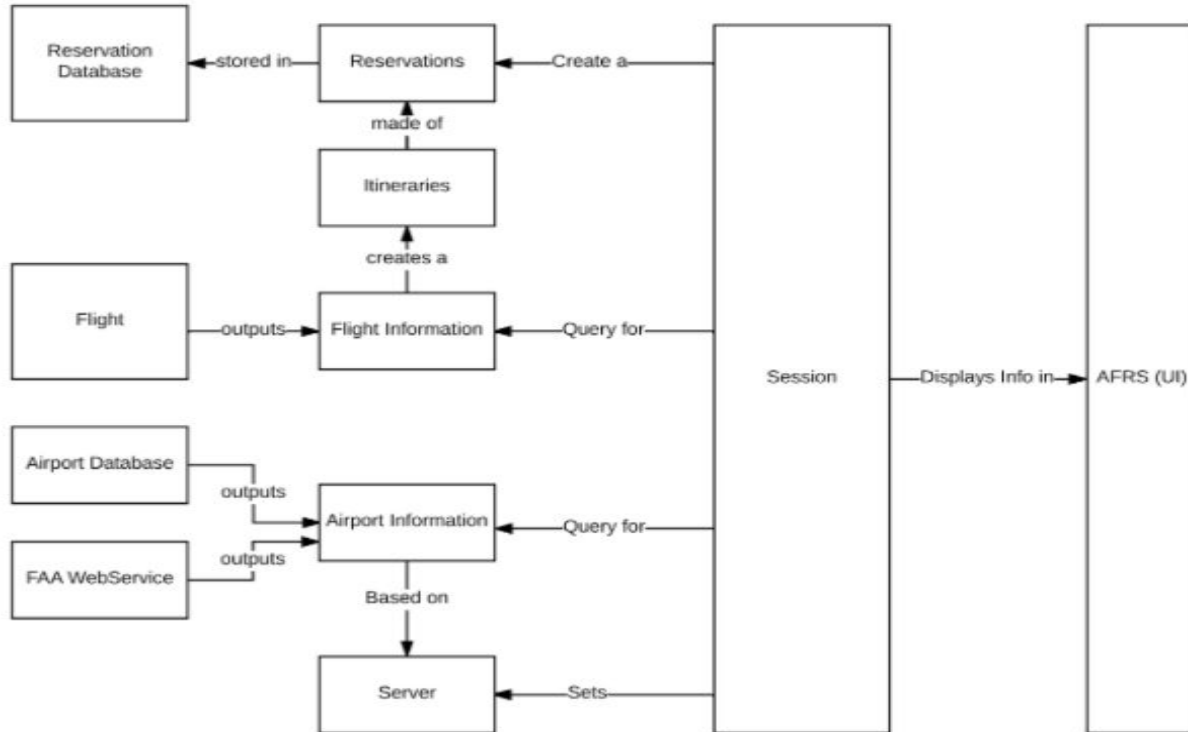 Reservation
Database
stored in
Reservations
Create a
made of
Itineraries
creates a
Flight
outputs
Flight Information
Query for
Session
Displays Info in
AFRS (UI)
Airport Database
outputs
Airport Information
Query for
FAA WebService
outputs
Based on
Server
Sets